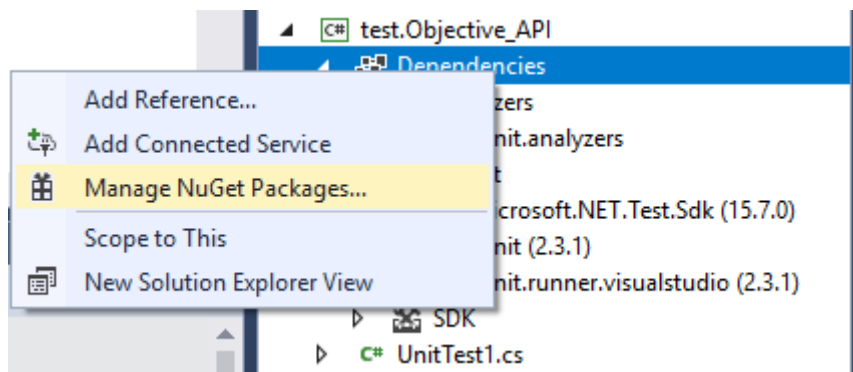 C# test.Objective_API
Dependencies
Add Reference...
zers
Add Connected Service
nit.analyzers
Manage NuGet Packages...
t
icrosoft.NET.Test.Sdk (15.7.0)
Scope to This
nit (2.3.1)
New Solution Explorer View
nit.runner.visualstudio (2.3.1)
SDK
C# UnitTest1.cs